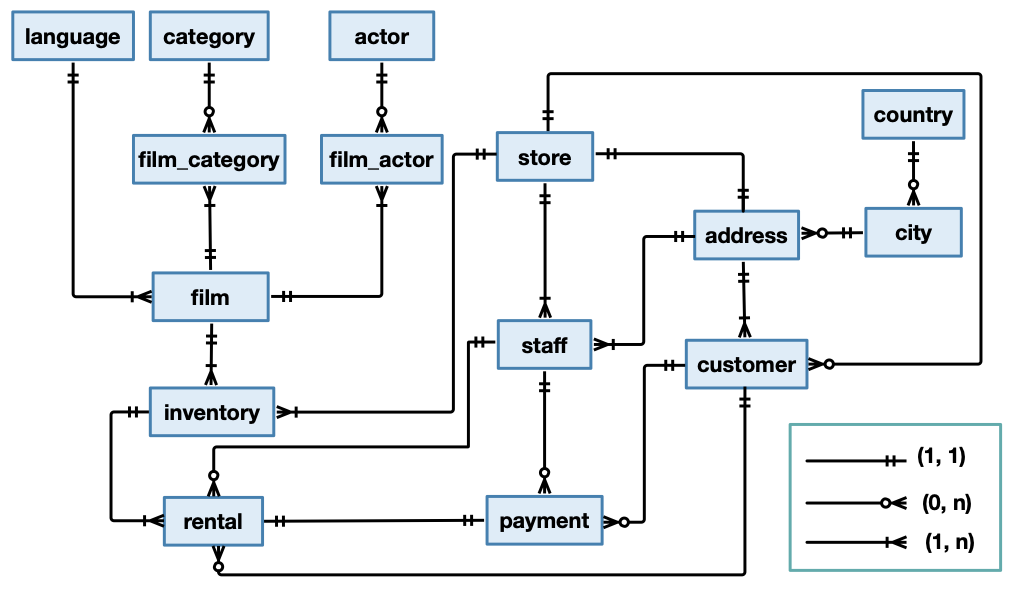 language
category
actor
country
film_category
film_actor
store
address
city
film
staff
customer
inventory
(1, 1)
(0, n)
rental
payment
(1, n)